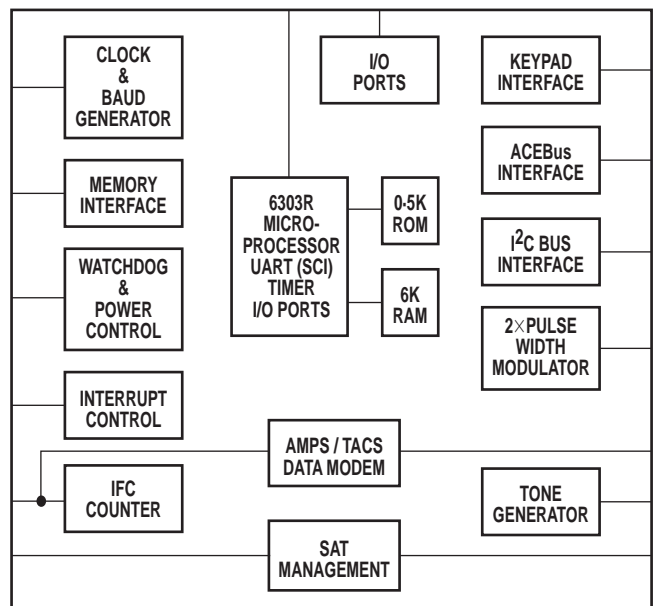 CLOCK
&
BAUD
GENERATOR
I/O
PORTS
KEYPAD
INTERFACE
MEMORY
INTERFACE
6303R
MICRO-
PROCESSOR
UART (SCI)
TIMER
I/O PORTS
0·5K
ROM
6K
RAM
ACEBus
INTERFACE
I²C BUS
INTERFACE
WATCHDOG
&
POWER
CONTROL
2×PULSE
WIDTH
MODULATOR
INTERRUPT
CONTROL
AMPS / TACS
DATA MODEM
IFC
COUNTER
TONE
GENERATOR
SAT
MANAGEMENT